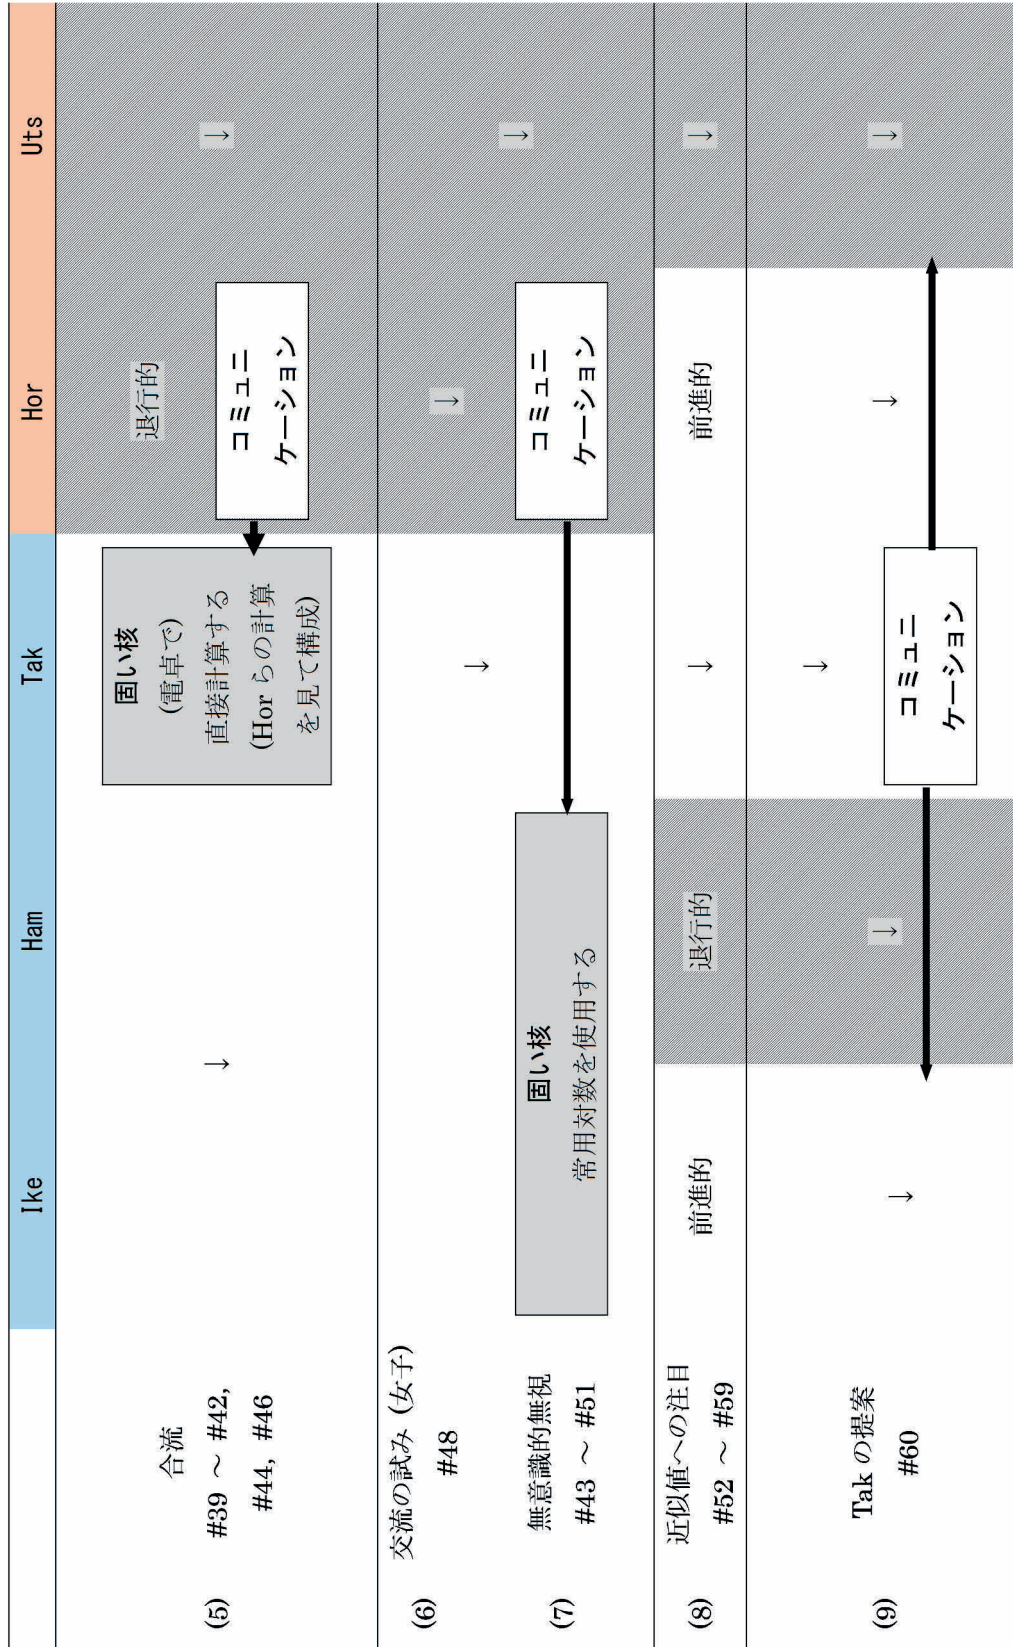 Ike Ham Tak Hor Uts
(5)
合流
#39 ～ #42,
#44, #46
↓
固い核
(電卓で)
直接計算する
(Hor らの計算
を見て構成)
退行的
コミュニ
ケーション
↓
(6)
交流の試み (女子)
#48
↓
↓
↓
(7)
無意識的無視
#43 ～ #51
固い核
常用対数を使用する
コミュニ
ケーション
(8)
近似値への注目
#52 ～ #59
前進的
退行的
↓
前進的
↓
(9)
Tak の提案
#60
↓
↓
↓
コミュニ
ケーション
↓
↓